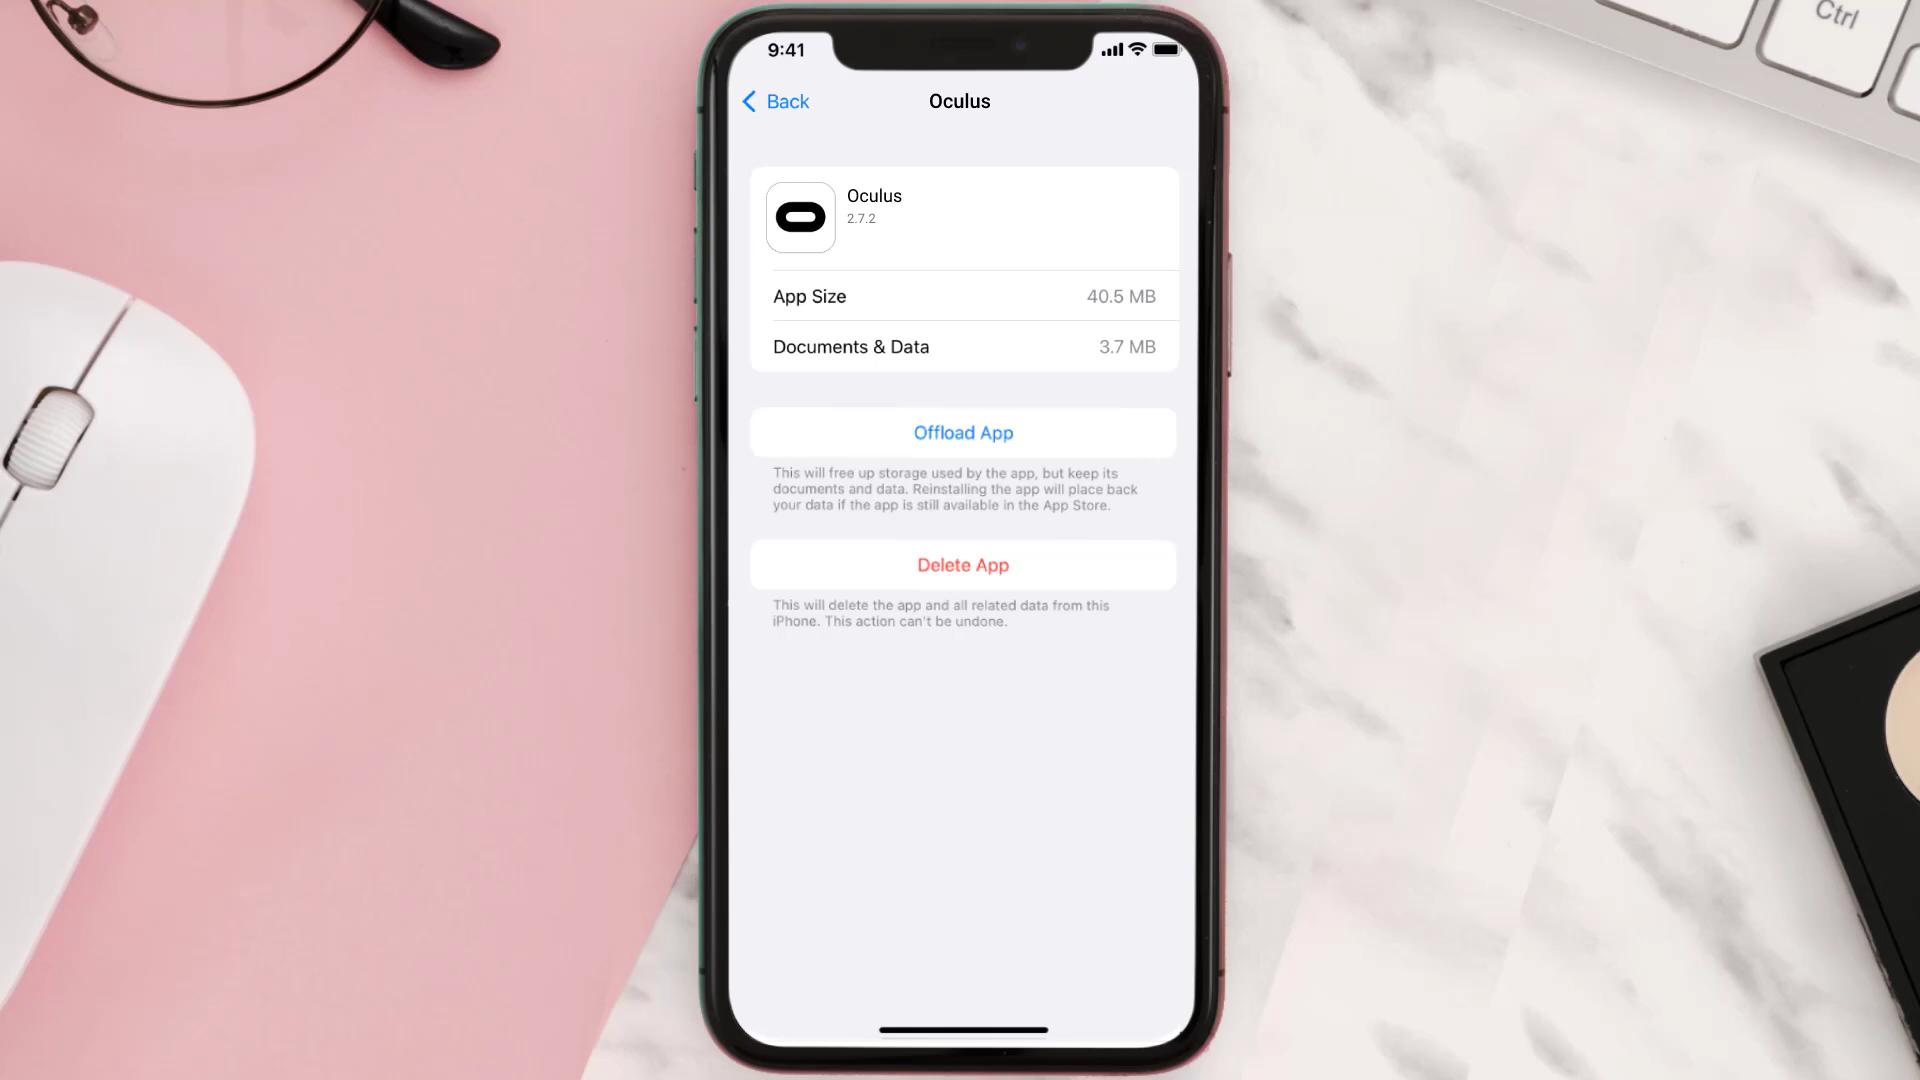 Ctrl
9:41
Back
Oculus
Oculus
2.7.2
App Size 40.5 MB
Documents & Data 3.7 MB
Offload App
This will free up storage used by the app, but keep its
documents and data. Reinstalling the app will place back
your data if the app is still available in the App Store.
Delete App
This will delete the app and all related data from this
iPhone. This action can't be undone.